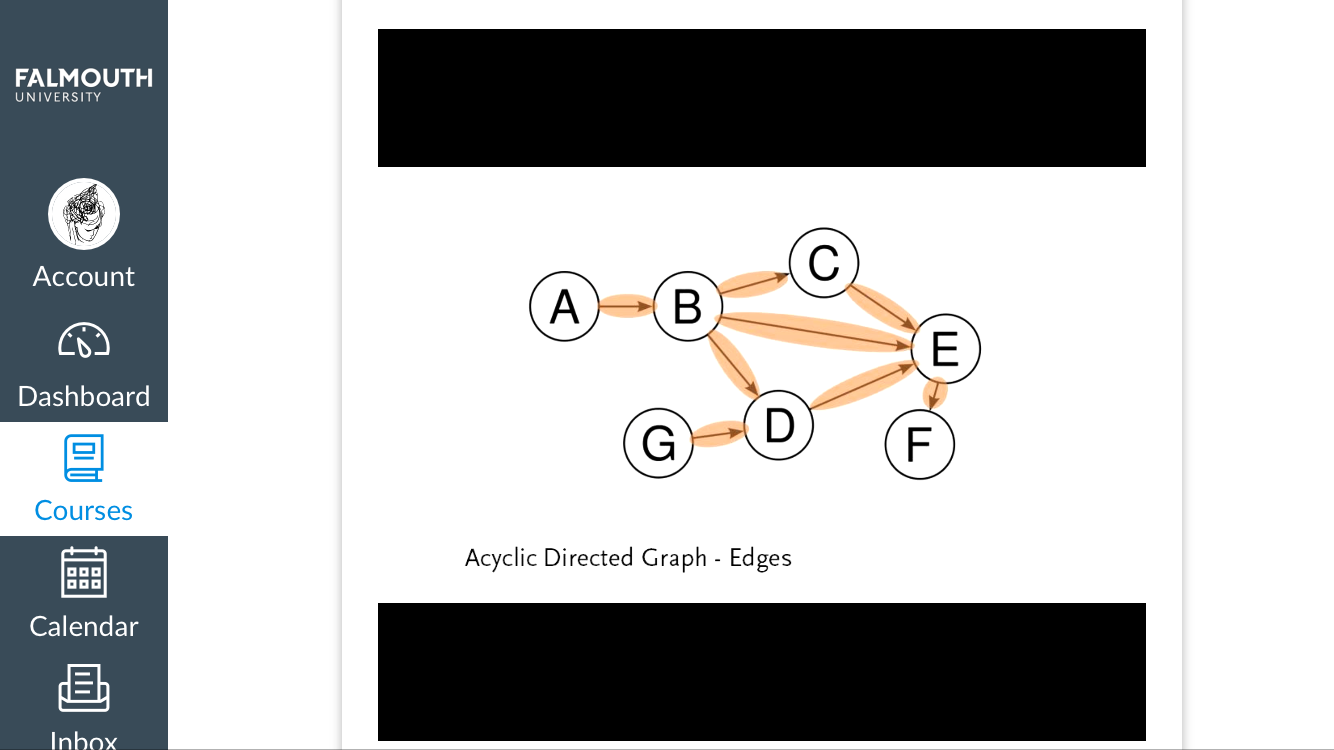 FALMOUTH
UNIVERSITY
Account
Dashboard
Courses
Calendar
Inbox
A
B
C
E
D
G
F
Acyclic Directed Graph - Edges